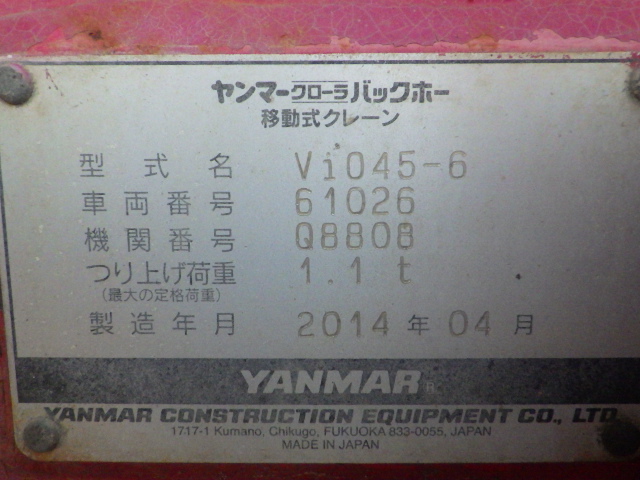 ヤンマークローラバックホー
移動式クレーン
型式名 ViO45-6
車両番号 61026
機関番号 Q8808
つり上げ荷重 1.1t
(最大の定格荷重)
製造年月 2014年04月
YANMAR®
YANMAR CONSTRUCTION EQUIPMENT CO., LTD.
1717-1 Kumano, Chikugo, FUKUOKA 833-0055, JAPAN
MADE IN JAPAN